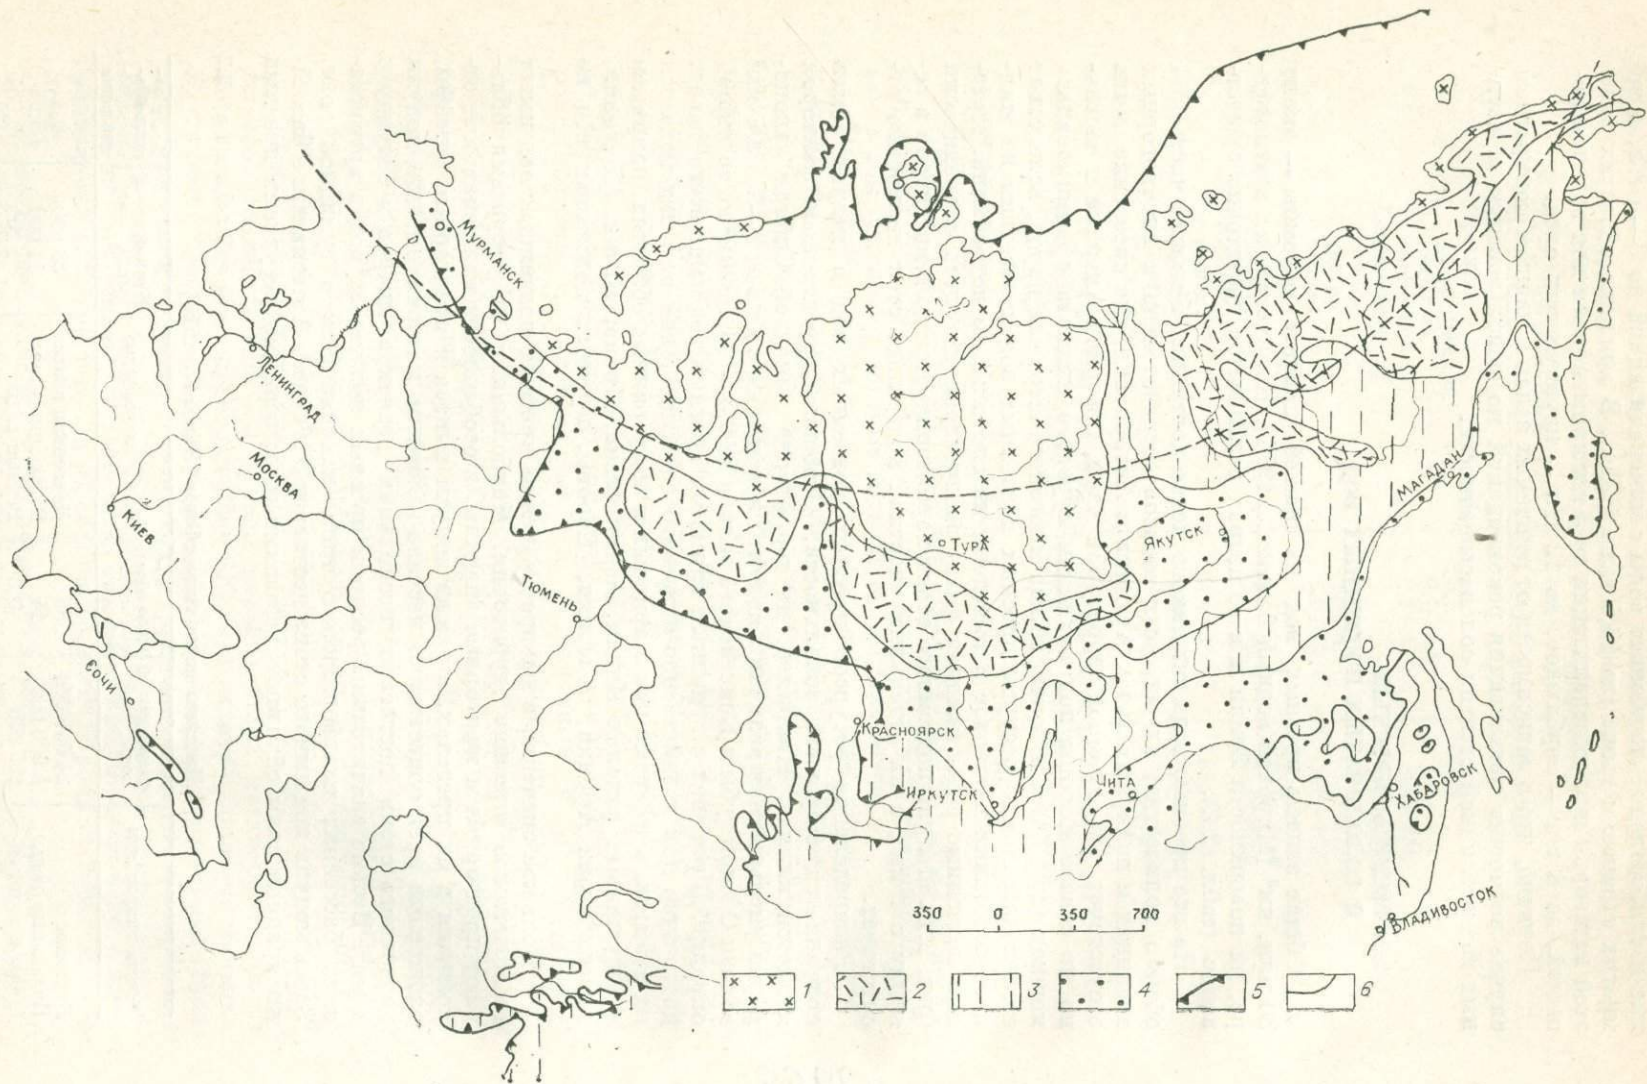 Мурманск
Ленинград
Москва
Киев
Сочи
Тюмень
Тура
Якутск
Магадан
Красноярск
Иркутск
Чита
Хабаровск
Владивосток
350 0 350 700
1 2 3 4 5 6